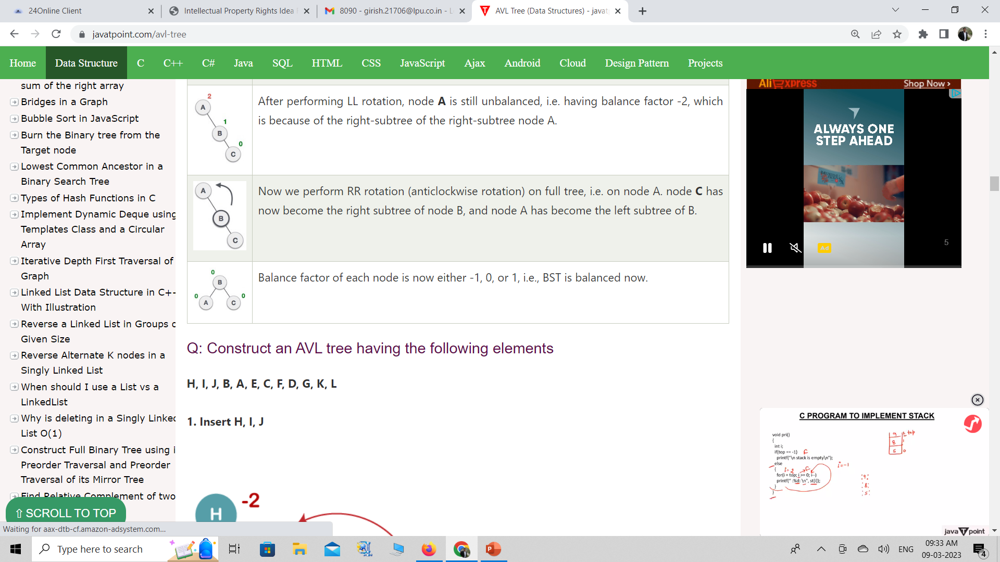 24Online Client
Intellectual Property Rights Idea
8090 - girish.21706@lpu.co.in - L
AVL Tree (Data Structures) - javat
javatpoint.com/avl-tree
Home
Data Structure
C
C++
C#
Java
SQL
HTML
CSS
JavaScript
Ajax
Android
Cloud
Design Pattern
Projects
sum of the right array
Bridges in a Graph
Bubble Sort in JavaScript
Burn the Binary tree from the
Target node
Lowest Common Ancestor in a
Binary Search Tree
Types of Hash Functions in C
Implement Dynamic Deque using
Templates Class and a Circular
Array
Iterative Depth First Traversal of
Graph
Linked List Data Structure in C+
With Illustration
Reverse a Linked List in Groups o
Given Size
Reverse Alternate K nodes in a
Singly Linked List
When should I use a List vs a
LinkedList
Why is deleting in a Singly Linked
List O(1)
Construct Full Binary Tree using i
Preorder Traversal and Preorder
Traversal of its Mirror Tree
Find Relative Complement of two
⇧ SCROLL TO TOP
Waiting for aax-dtb-cf.amazon-adsystem.com...
2
A
1
B
0
C
After performing LL rotation, node A is still unbalanced, i.e. having balance factor -2, which
is because of the right-subtree of the right-subtree node A.
A
B
C
Now we perform RR rotation (anticlockwise rotation) on full tree, i.e. on node A. node C has
now become the right subtree of node B, and node A has become the left subtree of B.
0
B
0
A
C
0
Balance factor of each node is now either -1, 0, or 1, i.e., BST is balanced now.
Q: Construct an AVL tree having the following elements
H, I, J, B, A, E, C, F, D, G, K, L
1. Insert H, I, J
H
-2
AliExpress
Shop Now ›
ALWAYS ONE
STEP AHEAD
Ad
5
C PROGRAM TO IMPLEMENT STACK
void pri()
{
int i;
if(top == -1) F
printf("\n stack is empty\n");
else
{ i=2 → F
for(i = top; i >= 0; i--)
printf(" :%d: \n", st[i]);
}
}
i=-1
9 2 top
8 1
5 0
:9:
:8:
:5:
javaTpoint
Type here to search
ENG
09:33 AM
09-03-2023
4